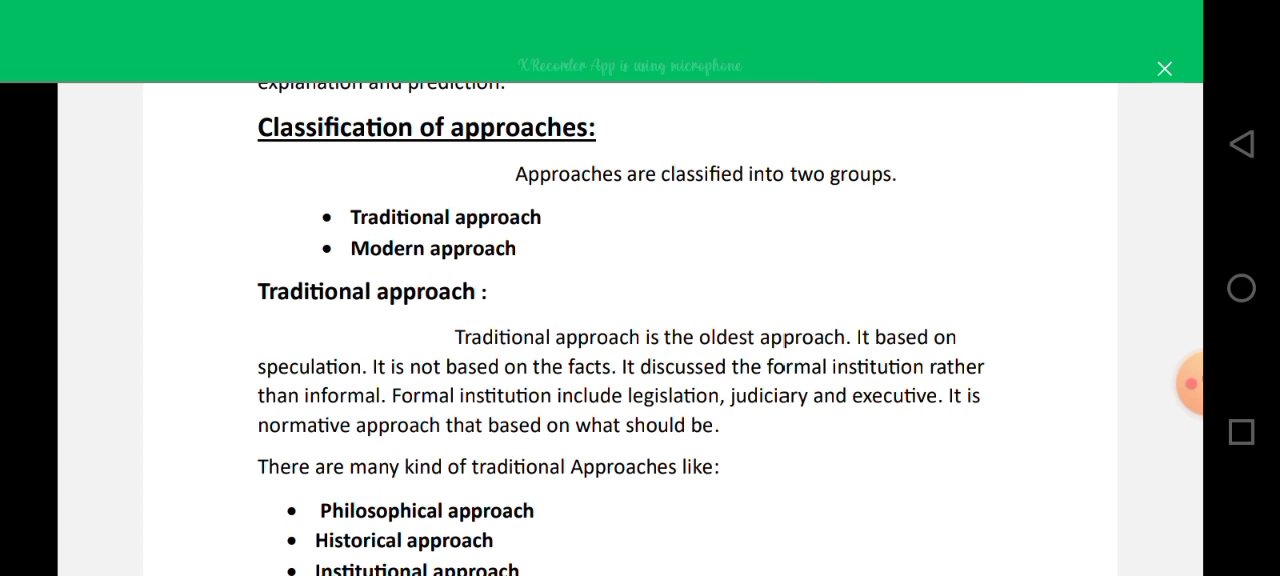 XRecorder App is using microphone
explanation and prediction.
Classification of approaches:
Approaches are classified into two groups.
• Traditional approach
• Modern approach
Traditional approach :
Traditional approach is the oldest approach. It based on
speculation. It is not based on the facts. It discussed the formal institution rather
than informal. Formal institution include legislation, judiciary and executive. It is
normative approach that based on what should be.
There are many kind of traditional Approaches like:
• Philosophical approach
• Historical approach
• Institutional approach